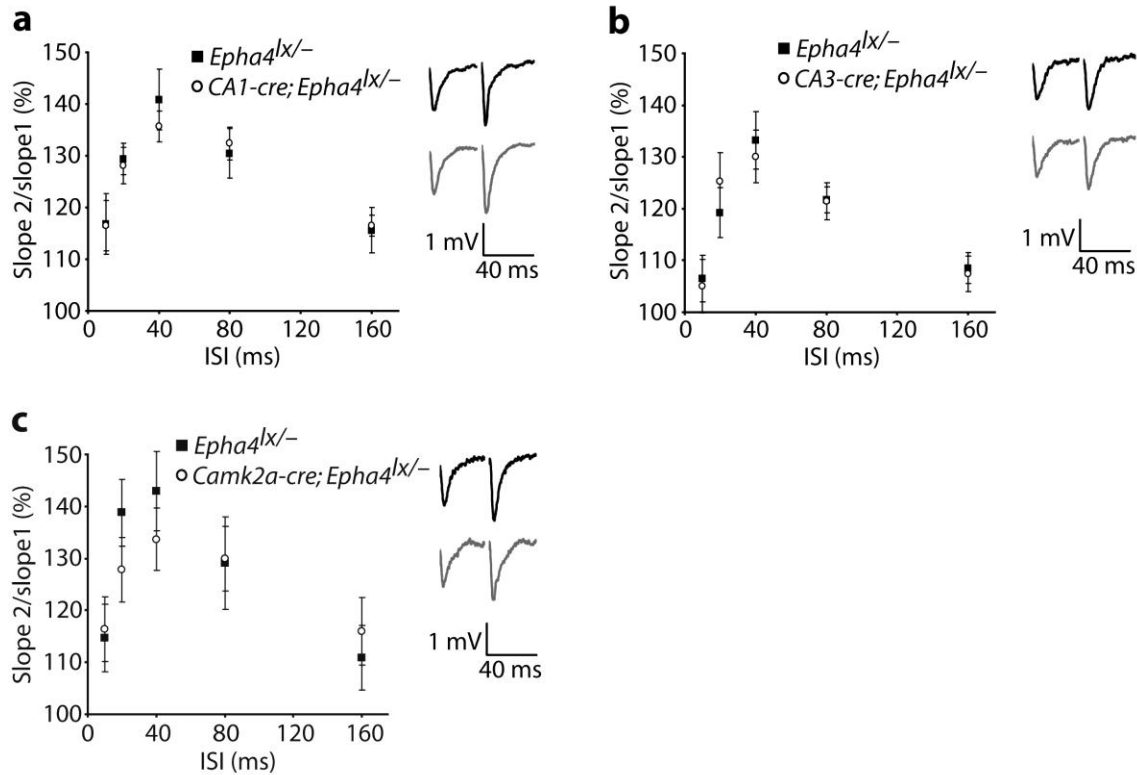 a
Epha4lx/–
CA1-cre; Epha4lx/–
Slope 2/slope1 (%)
150
140
130
120
110
100
0 40 80 120 160
ISI (ms)
1 mV
40 ms
b
Epha4lx/–
CA3-cre; Epha4lx/–
Slope 2/slope1 (%)
150
140
130
120
110
100
0 40 80 120 160
ISI (ms)
1 mV
40 ms
c
Epha4lx/–
Camk2a-cre; Epha4lx/–
Slope 2/slope1 (%)
150
140
130
120
110
100
0 40 80 120 160
ISI (ms)
1 mV
40 ms